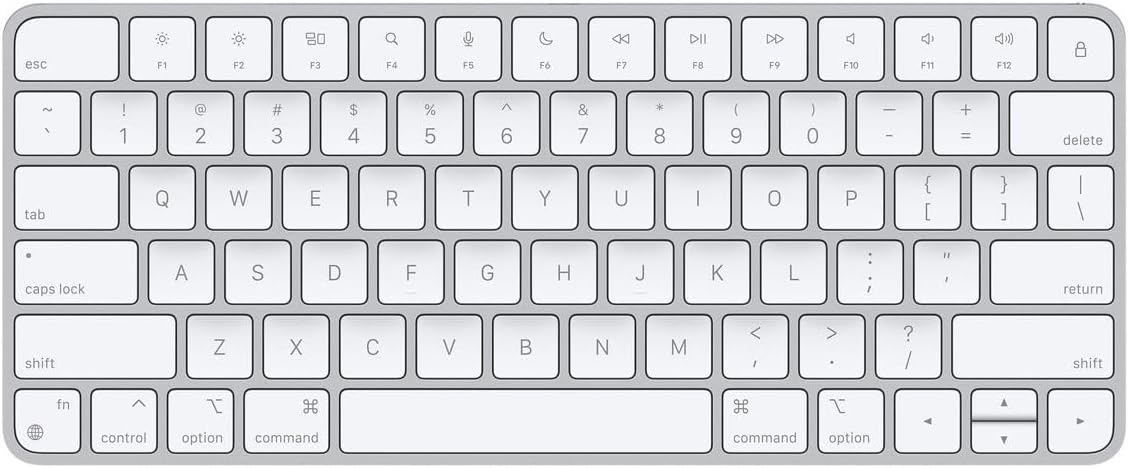 esc F1 F2 F3 F4 F5 F6 F7 F8 F9 F10 F11 F12
~ ! @ # $ % ^ & * ( ) — +
` 1 2 3 4 5 6 7 8 9 0 - = delete
tab Q W E R T Y U I O P { } |
[ ] \
caps lock A S D F G H J K L : "
; ' return
shift Z X C V B N M < > ?
, . / shift
fn ^ ⌥ ⌘ ⌘ ⌥ ◄ ▲ ►
control option command command option ▼